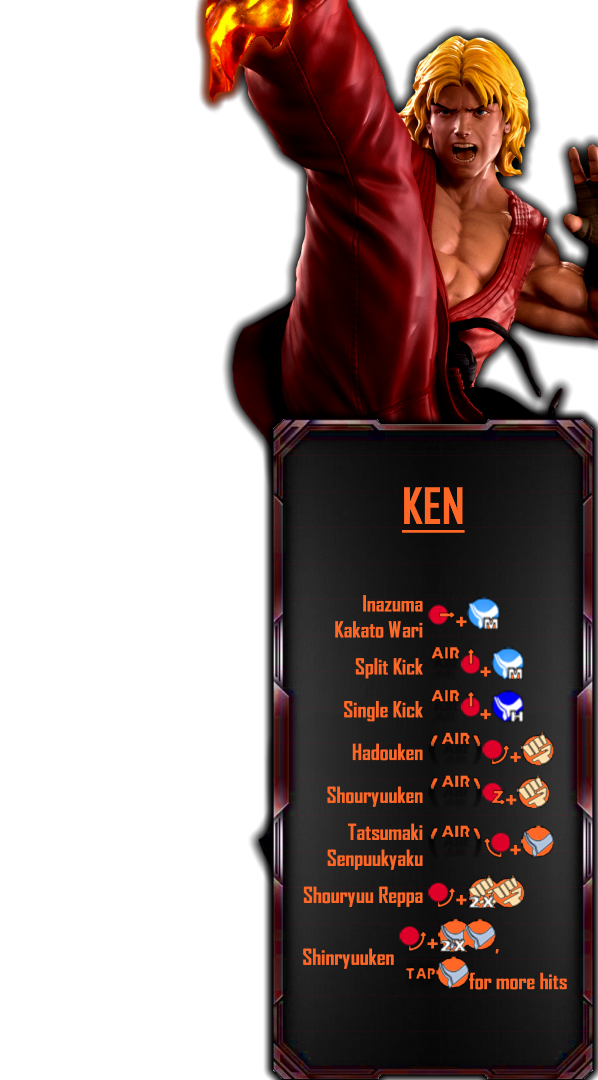 KEN
Inazuma
Kakato Wari + M
Split Kick AIR + M
Single Kick AIR + H
Hadouken ( AIR ) +
Shouryuuken ( AIR ) Z +
Tatsumaki
Senpuukyaku ( AIR ) +
Shouryuu Reppa + 2X
Shinryuuken + 2X ,
TAP for more hits